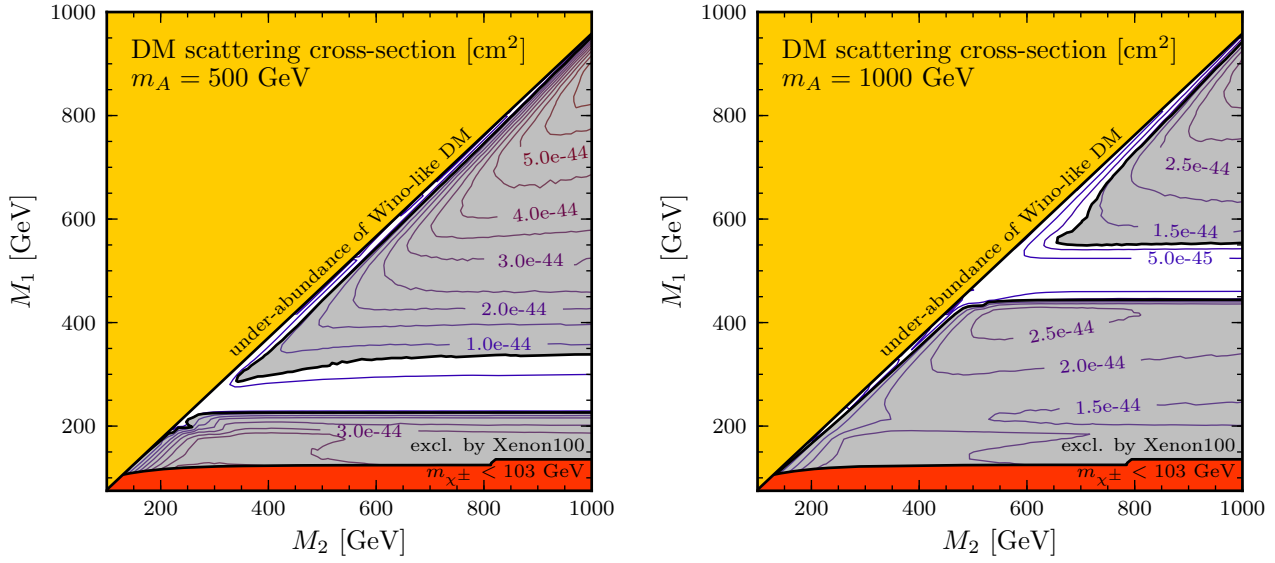 DM scattering cross-section [cm²]
m_A = 500 GeV
under-abundance of Wino-like DM
5.0e-44
4.0e-44
3.0e-44
2.0e-44
1.0e-44
3.0e-44
excl. by Xenon100
m_χ± < 103 GeV
1000
800
600
400
200
200
400
600
800
1000
M₁ [GeV]
M₂ [GeV]
DM scattering cross-section [cm²]
m_A = 1000 GeV
under-abundance of Wino-like DM
2.5e-44
1.5e-44
5.0e-45
2.5e-44
2.0e-44
1.5e-44
excl. by Xenon100
m_χ± < 103 GeV
1000
800
600
400
200
200
400
600
800
1000
M₁ [GeV]
M₂ [GeV]